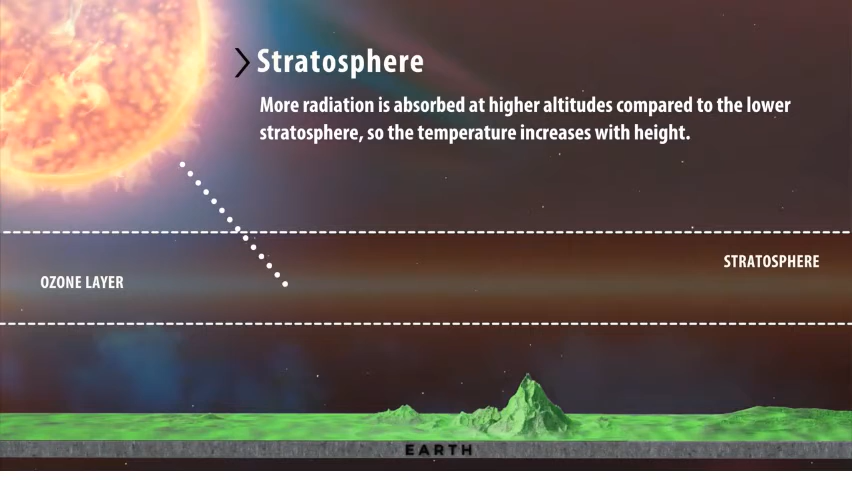 Stratosphere
More radiation is absorbed at higher altitudes compared to the lower
stratosphere, so the temperature increases with height.
STRATOSPHERE
OZONE LAYER
EARTH